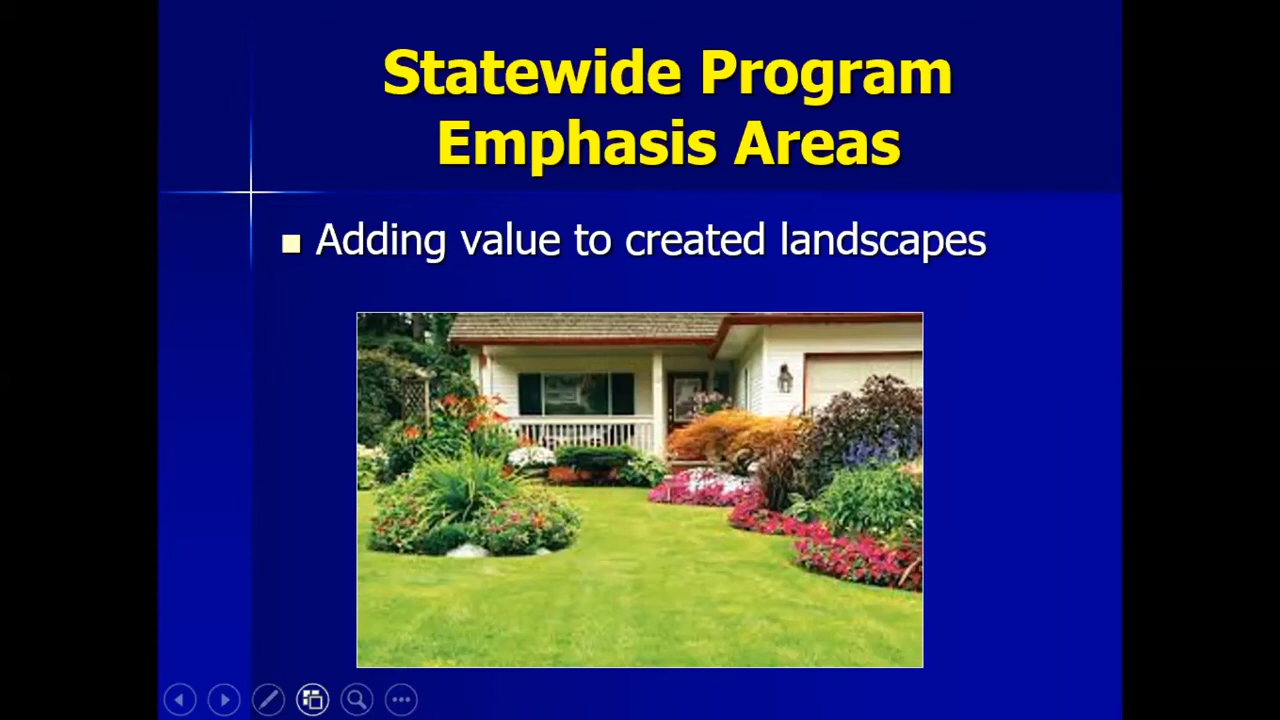 Statewide Program
Emphasis Areas
Adding value to created landscapes